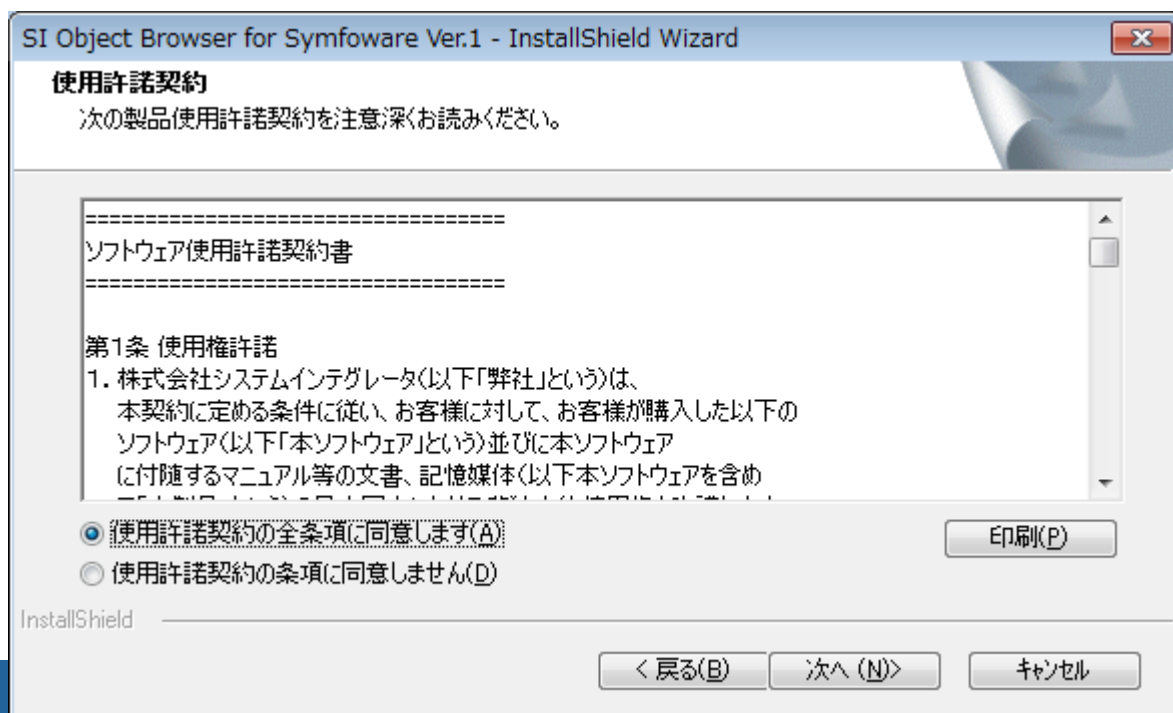 SI Object Browser for Symfoware Ver.1 - InstallShield Wizard
使用許諾契約
次の製品使用許諾契約を注意深くお読みください。
===================================
ソフトウェア使用許諾契約書
===================================
第1条 使用権許諾
1. 株式会社システムインテグレータ(以下「弊社」という)は、
本契約に定める条件に従い、お客様に対して、お客様が購入した以下の
ソフトウェア(以下「本ソフトウェア」という)並びに本ソフトウェア
に付随するマニュアル等の文書、記憶媒体(以下本ソフトウェアを含め
使用許諾契約の全条項に同意します(A)
印刷(P)
使用許諾契約の条項に同意しません(D)
InstallShield
< 戻る(B)
次へ (N)>
キャンセル